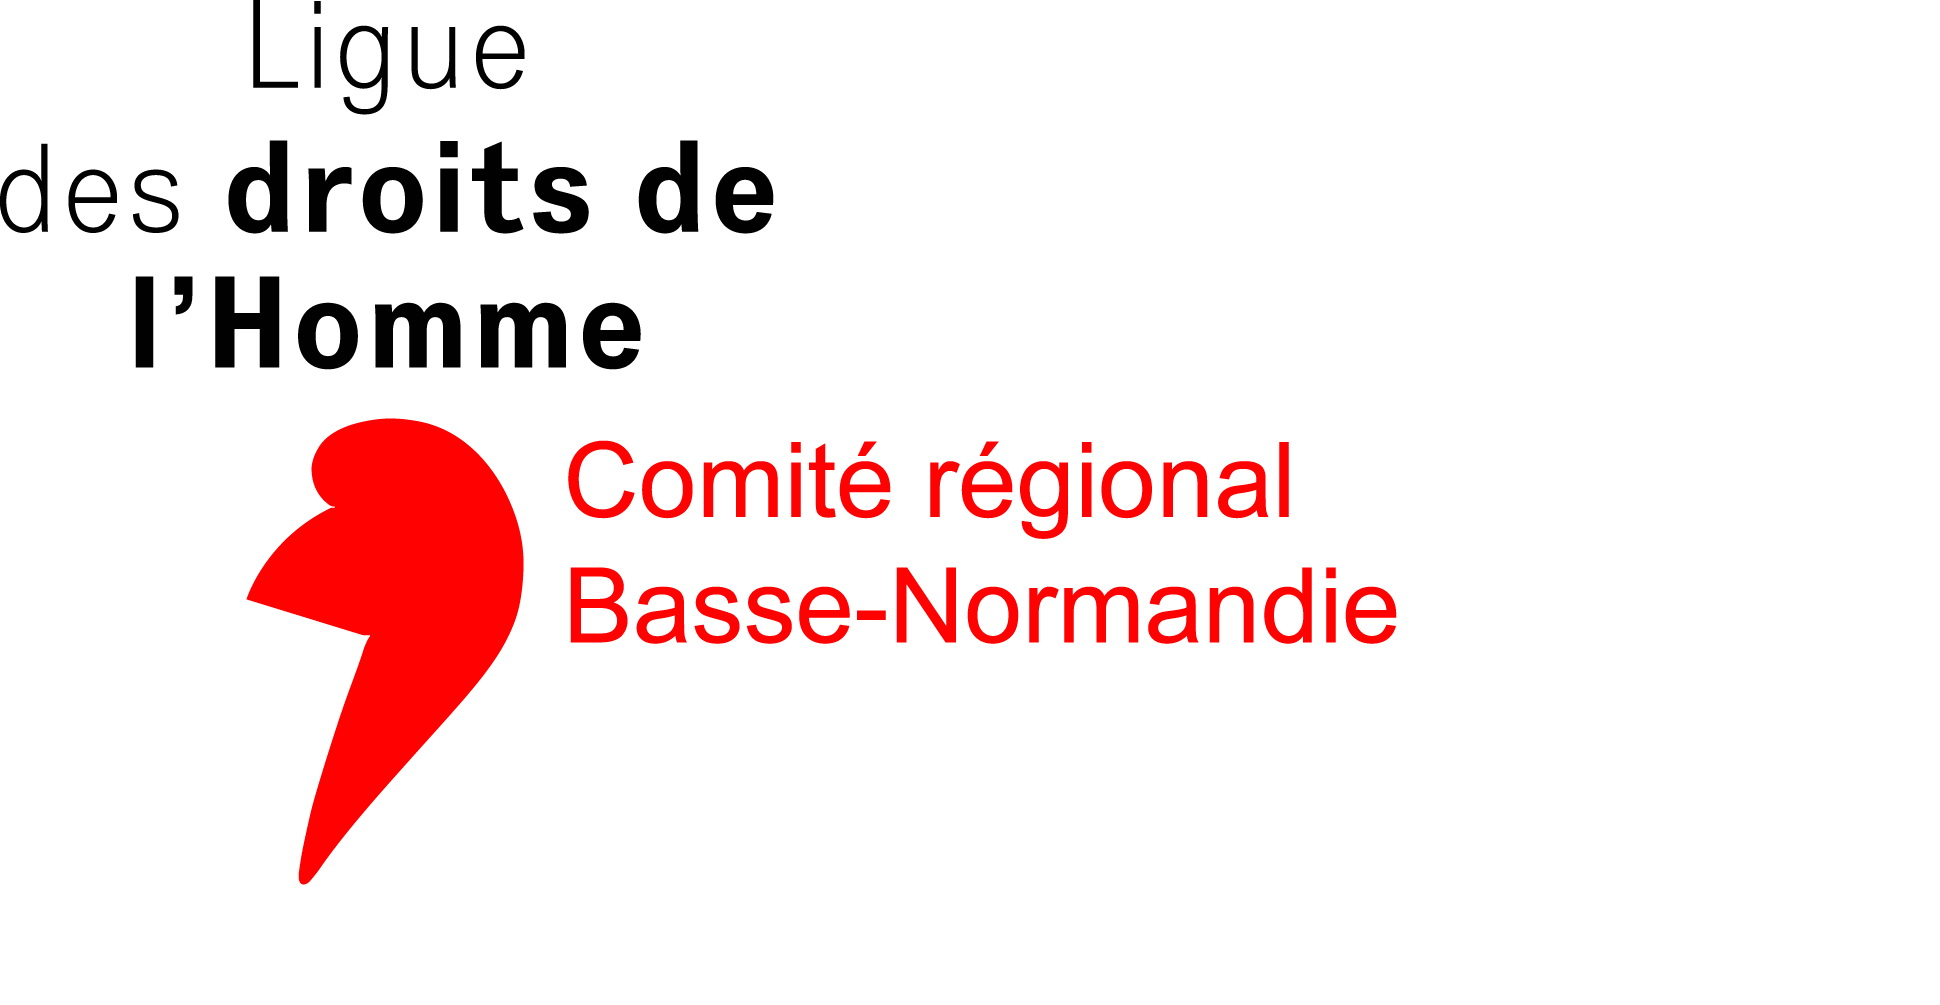 Ligue
des droits de
l’Homme
Comité régional
Basse-Normandie